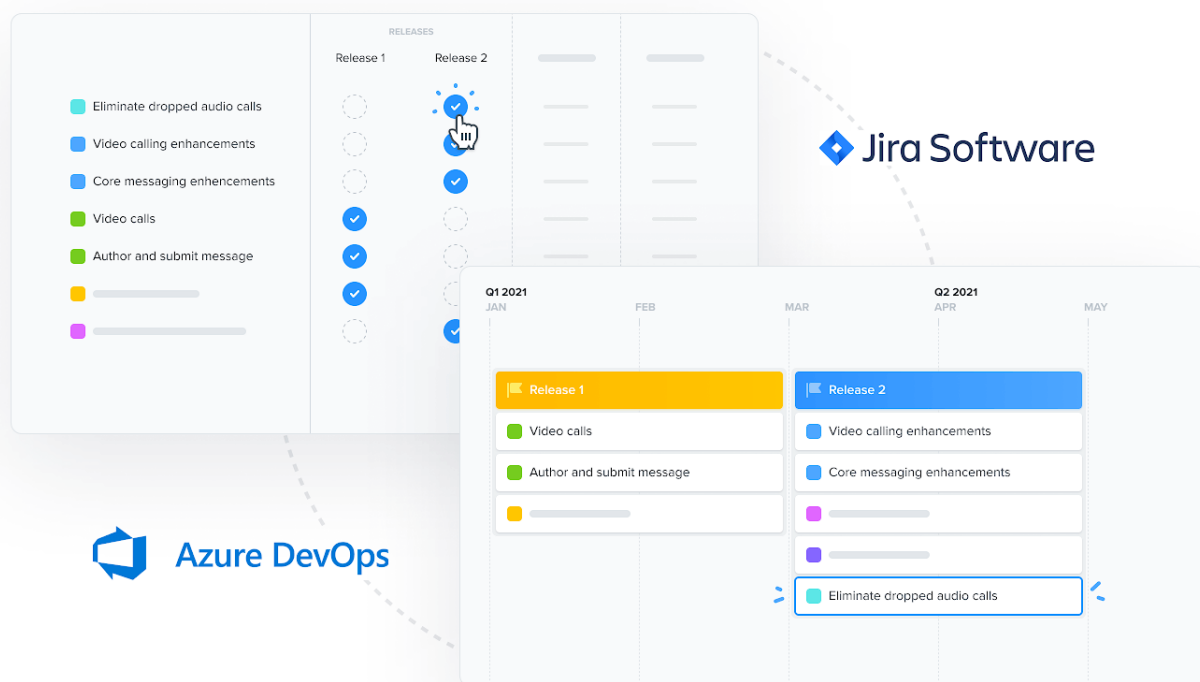 RELEASES
Release 1
Release 2
Eliminate dropped audio calls
Video calling enhancements
Core messaging enhencements
Video calls
Author and submit message
Jira Software
Q1 2021
Q2 2021
JAN
FEB
MAR
APR
MAY
Release 1
Release 2
Video calls
Video calling enhancements
Author and submit message
Core messaging enhancements
Eliminate dropped audio calls
Azure DevOps